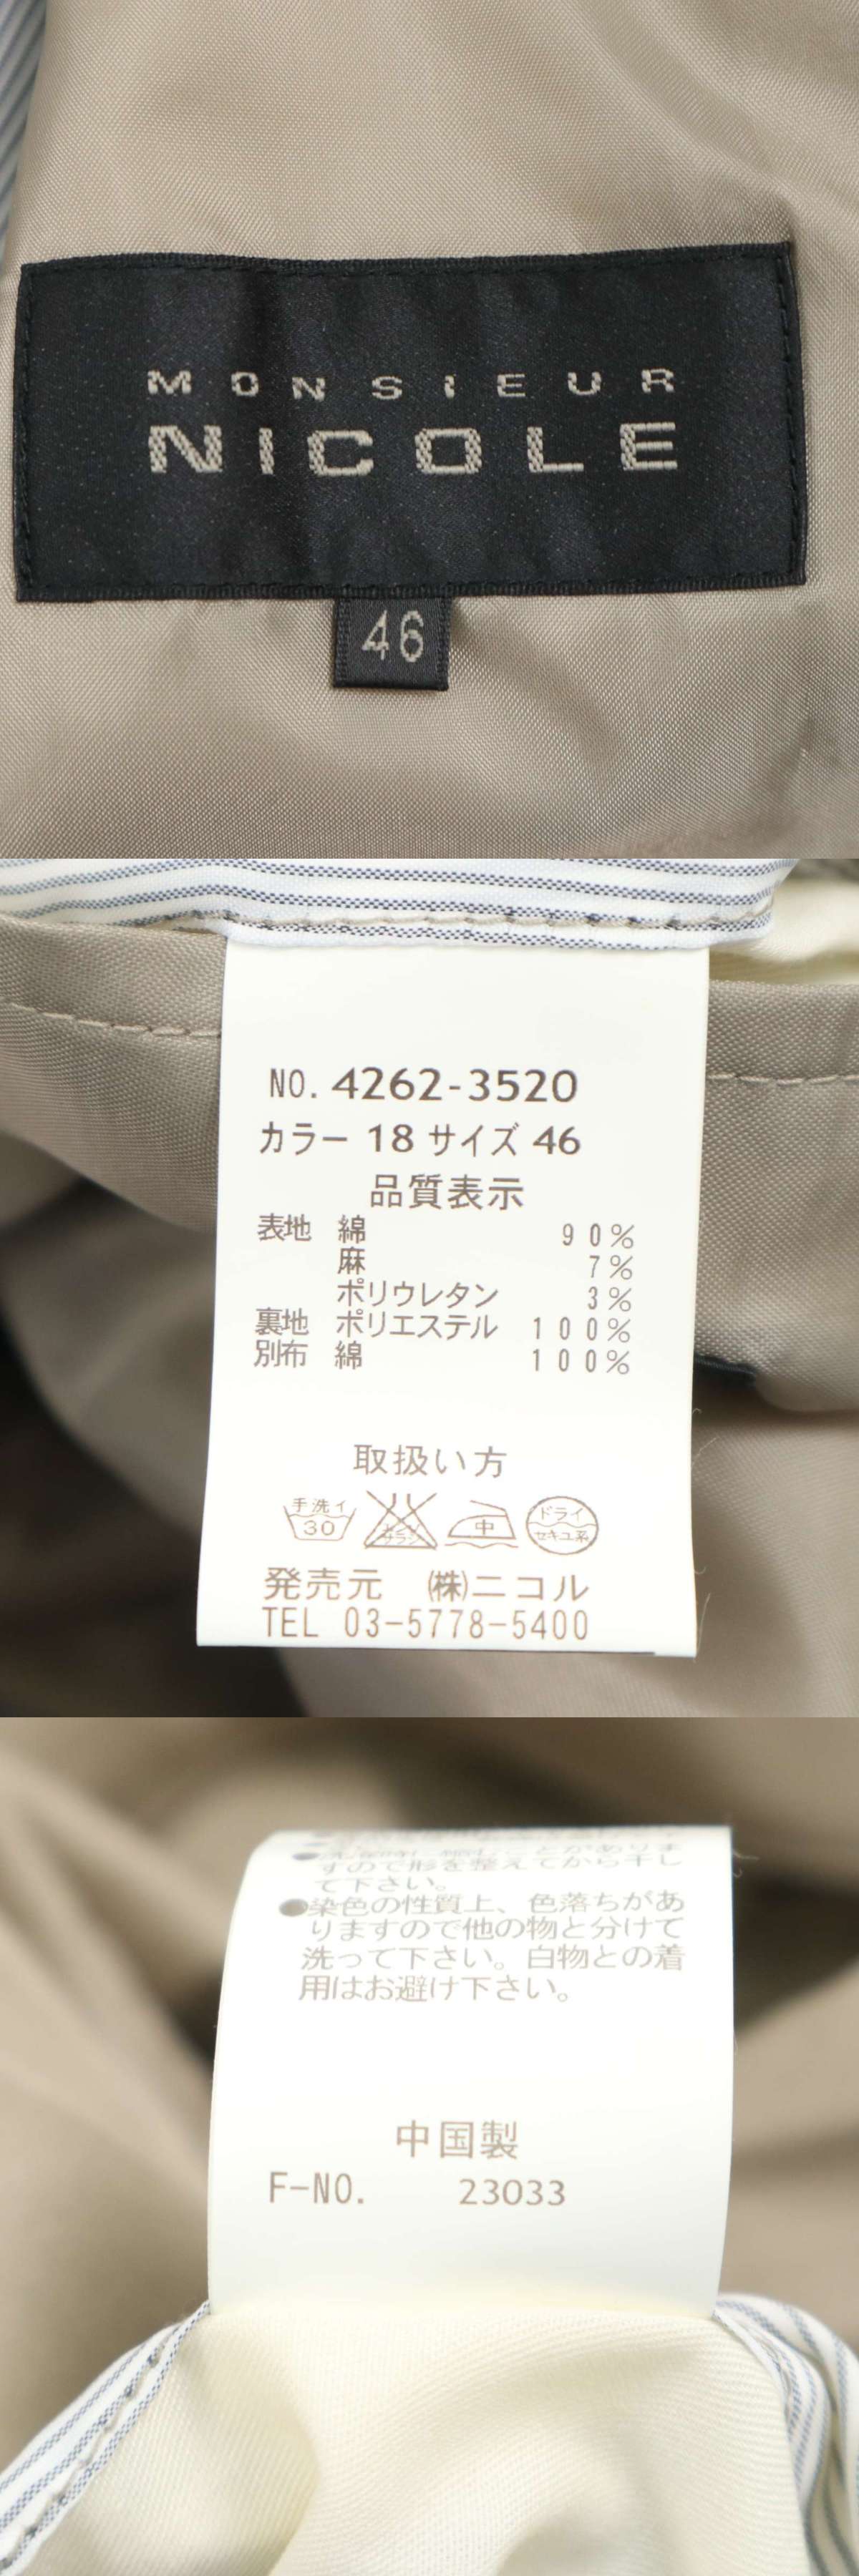 MONSIEUR
NICOLE
46
NO. 4262-3520
カラー 18 サイズ 46
品質表示
表地 綿 90%
麻 7%
ポリウレタン 3%
裏地 ポリエステル 100%
別布 綿 100%
取扱い方
手洗イ 30 中 ドライ セキユ系
発売元 ㈱ニコル
TEL 03-5778-5400
すので形を整えてから干し
て下さい。
●染色の性質上、色落ちがあ
りますので他の物と分けて
洗って下さい。白物との着
用はお避け下さい。
中国製
F-NO. 23033